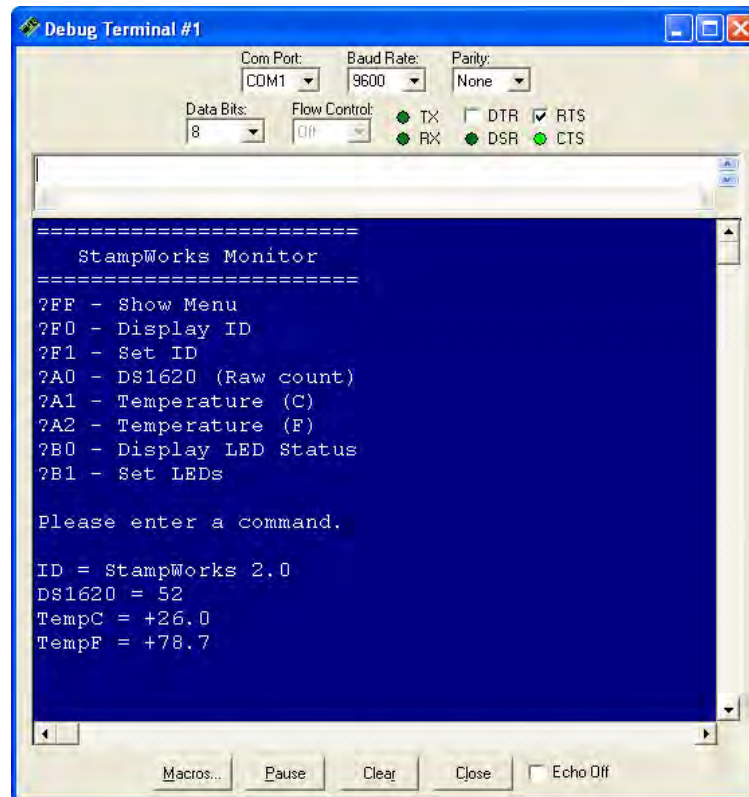 Debug Terminal #1
Com Port: Baud Rate: Parity:
COM1 9600 None
Data Bits: Flow Control: TX DTR RTS
8 Off RX DSR CTS
========================
StampWorks Monitor
========================
?FF - Show Menu
?F0 - Display ID
?F1 - Set ID
?A0 - DS1620 (Raw count)
?A1 - Temperature (C)
?A2 - Temperature (F)
?B0 - Display LED Status
?B1 - Set LEDs
Please enter a command.
ID = StampWorks 2.0
DS1620 = 52
TempC = +26.0
TempF = +78.7
Macros... Pause Clear Close Echo Off